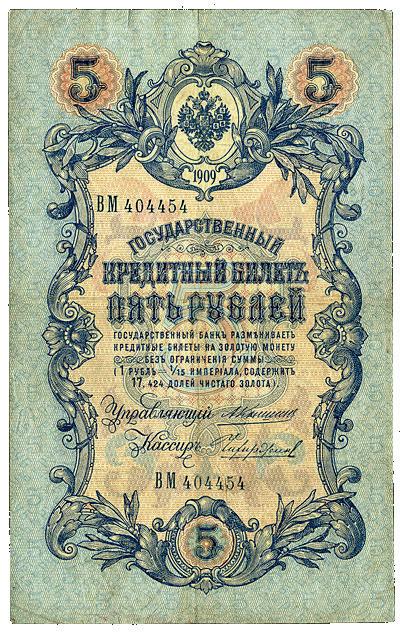 5 5
1909
ВМ 404454
ГОСУДАРСТВЕННЫЙ
КРЕДИТНЫЙ БИЛЕТЪ
ПЯТЬ РУБЛЕЙ
ГОСУДАРСТВЕННЫЙ БАНКЪ РАЗМѢНИВАЕТЪ
КРЕДИТНЫЕ БИЛЕТЫ НА ЗОЛОТУЮ МОНЕТУ
БЕЗЪ ОГРАНИЧЕНІЯ СУММЫ
(1 РУБЛЬ = 1/15 ИМПЕРІАЛА, СОДЕРЖИТЪ
17,424 ДОЛЕЙ ЧИСТАГО ЗОЛОТА).
Управляющій
Кассиръ
ВМ 404454
5